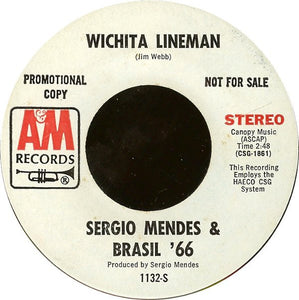 WICHITA LINEMAN
(Jim Webb)
PROMOTIONAL
COPY
NOT FOR SALE
A&M
RECORDS
®
STEREO
Canopy Music
(ASCAP)
Time 2:48
(CSG-1861)
This Recording
Employs the
HAECO CSG
System
SERGIO MENDES &
BRASIL '66
Produced by Sergio Mendes
1132-S